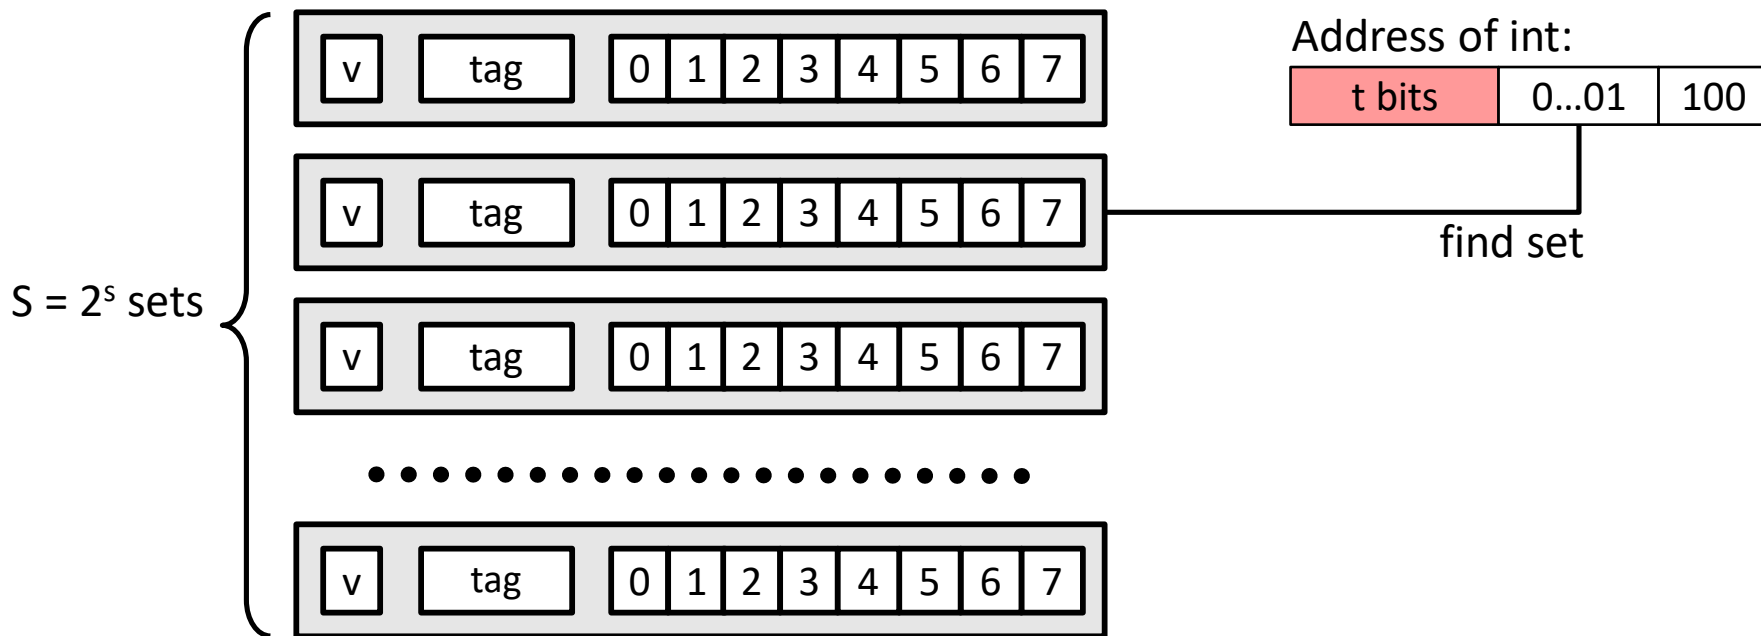 v tag 0 1 2 3 4 5 6 7
Address of int:
t bits 0...01 100
v tag 0 1 2 3 4 5 6 7
find set
S = 2ˢ sets
v tag 0 1 2 3 4 5 6 7
v tag 0 1 2 3 4 5 6 7